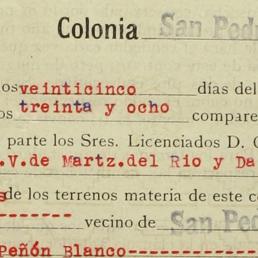 Colonia San Ped
os veinticinco días del
os treinta y ocho compare
parte los Sres. Licenciados D. C
.V.de Martz.del Rio y Da
s de los terrenos materia de este c
-------- vecino de San Pe
Peñón Blanco----------